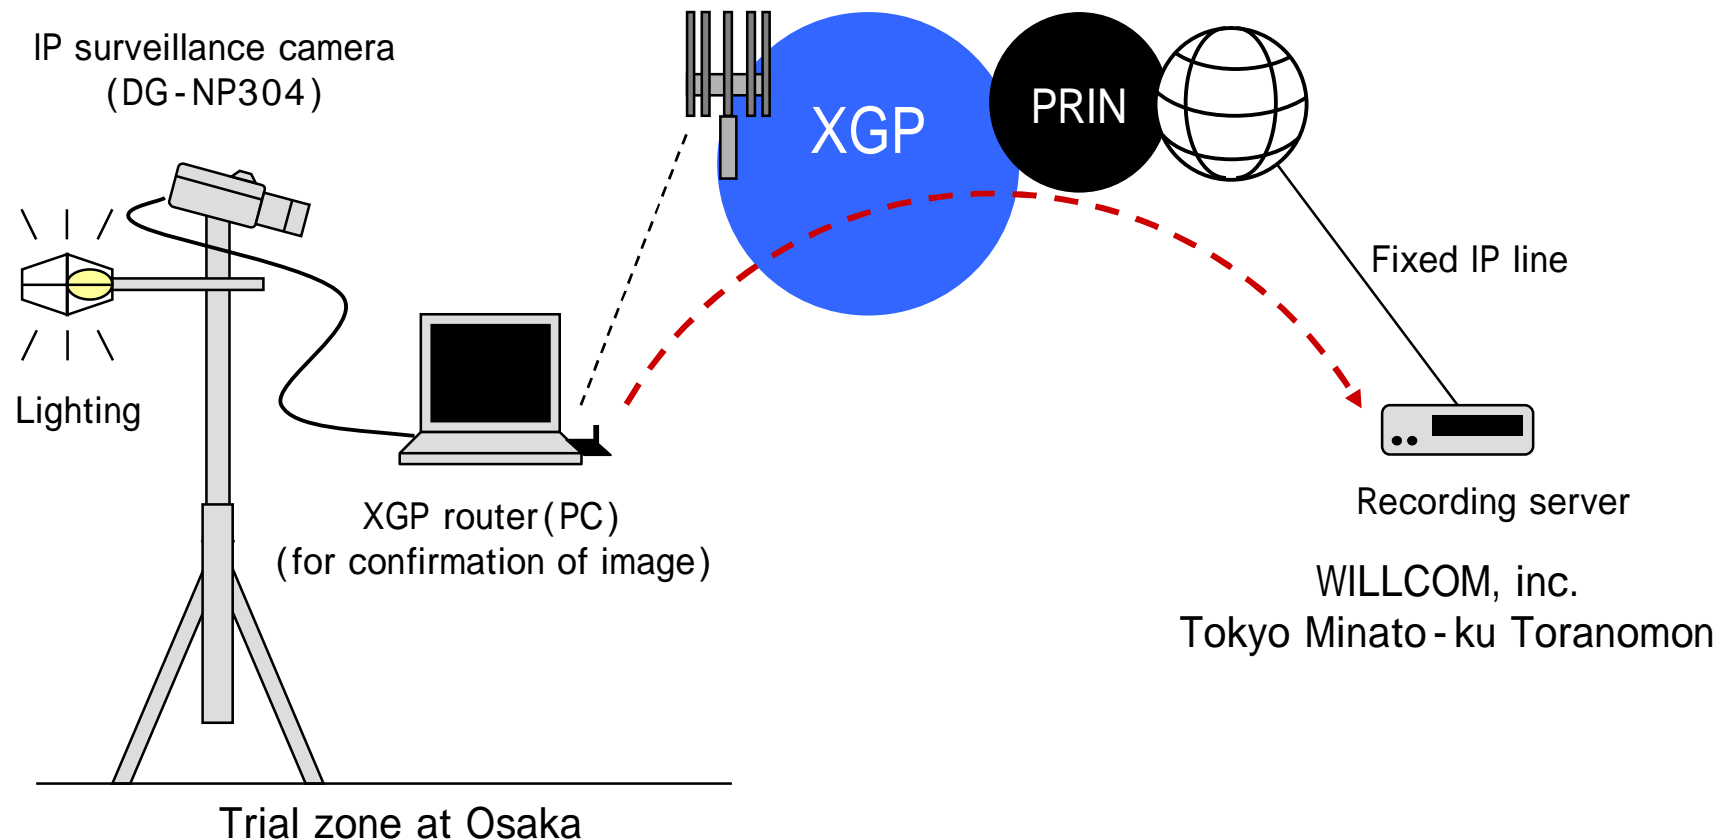 IP surveillance camera
(DG-NP304)
XGP
PRIN
Fixed IP line
Lighting
XGP router(PC)
(for confirmation of image)
Recording server
WILLCOM, inc.
Tokyo Minato-ku Toranomon
Trial zone at Osaka